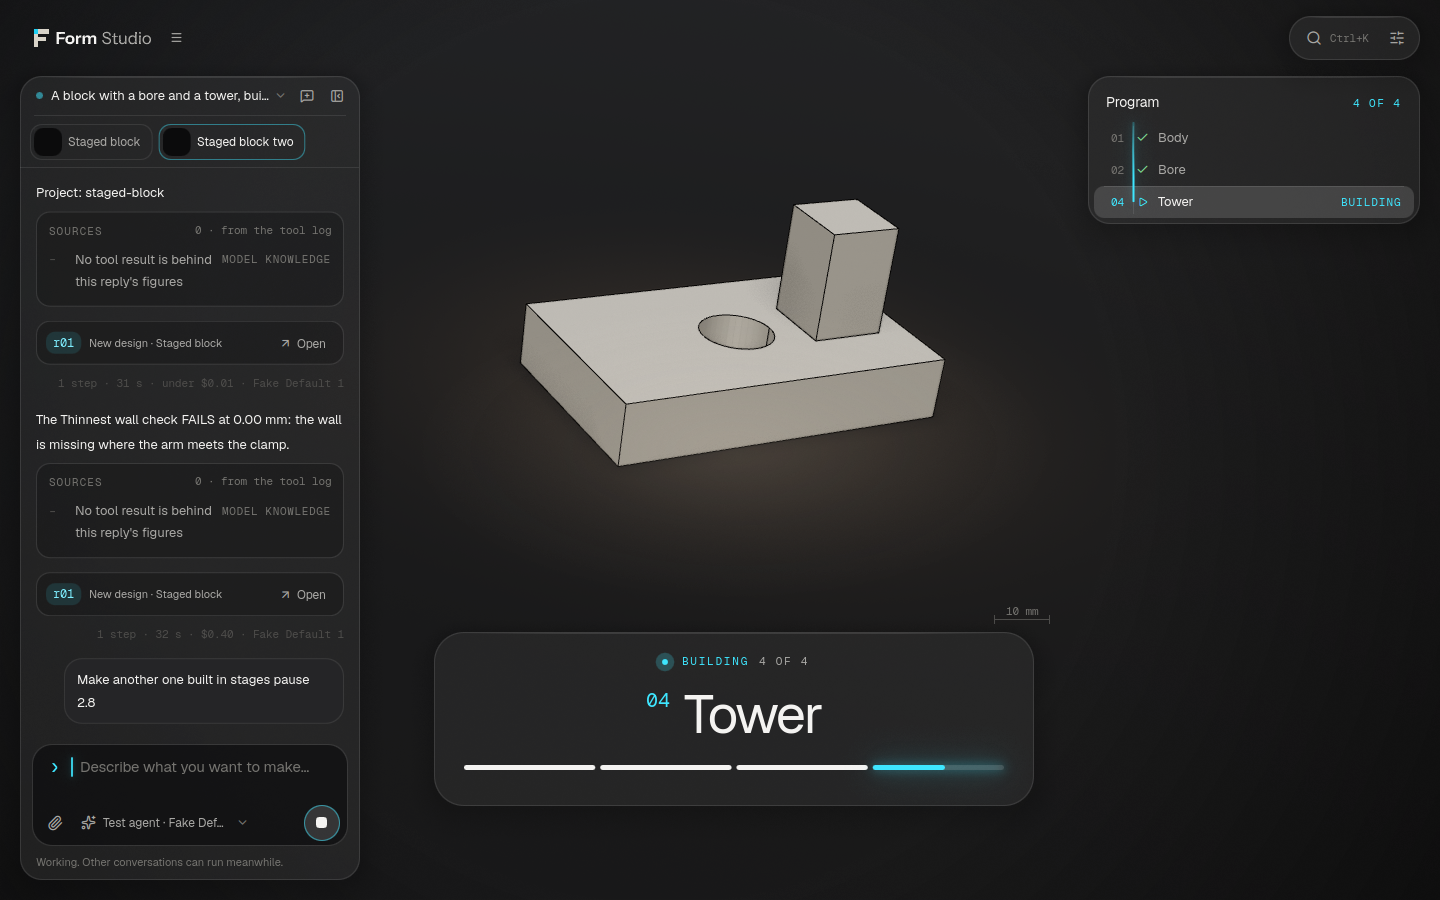 Form Studio
Ctrl+K
A block with a bore and a tower, bui...
Staged block
Staged block two
Project: staged-block
SOURCES
0 · from the tool log
– No tool result is behind
this reply's figures
MODEL KNOWLEDGE
r01 New design · Staged block
Open
1 step · 31 s · under $0.01 · Fake Default 1
The Thinnest wall check FAILS at 0.00 mm: the wall
is missing where the arm meets the clamp.
SOURCES
0 · from the tool log
– No tool result is behind
this reply's figures
MODEL KNOWLEDGE
r01 New design · Staged block
Open
1 step · 32 s · $0.40 · Fake Default 1
Make another one built in stages pause
2.8
Describe what you want to make...
Test agent · Fake Def...
Working. Other conversations can run meanwhile.
10 mm
BUILDING 4 OF 4
04 Tower
Program
4 OF 4
01 Body
02 Bore
04 Tower
BUILDING